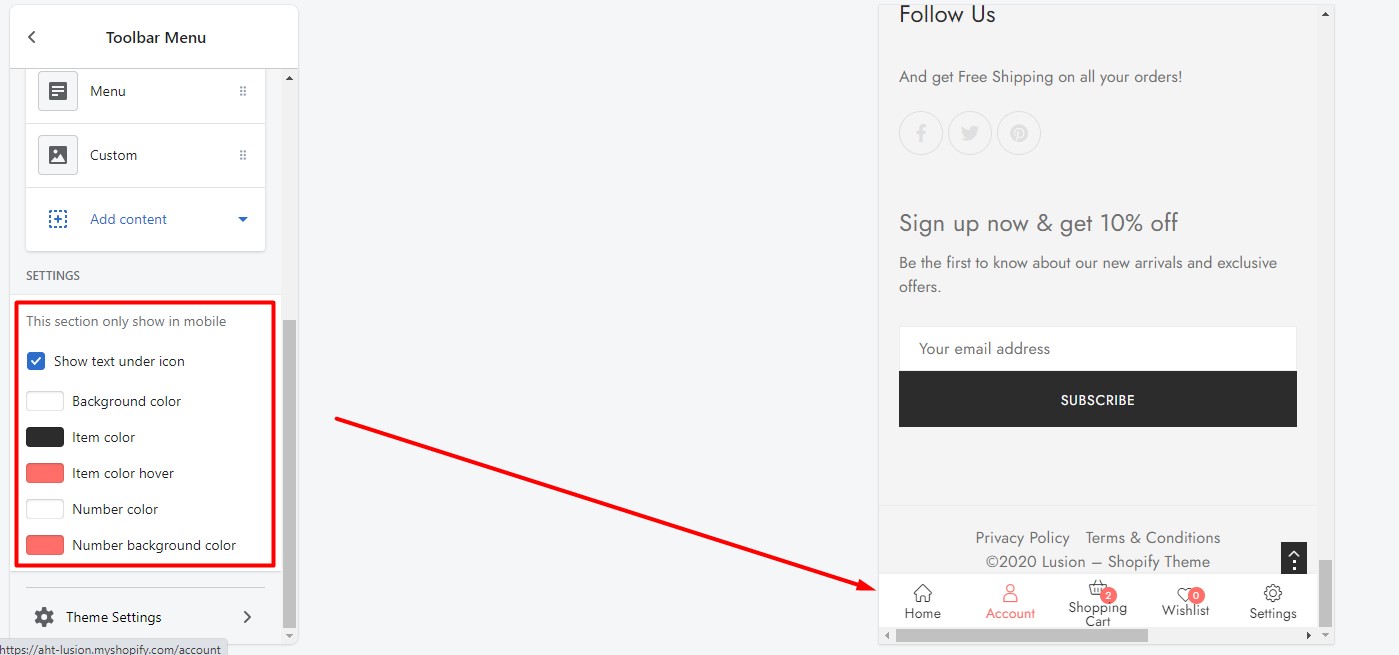 Toolbar Menu
Menu
Custom
Add content
SETTINGS
This section only show in mobile
Show text under icon
Background color
Item color
Item color hover
Number color
Number background color
Theme Settings
https://aht-lusion.myshopify.com/account
Follow Us
And get Free Shipping on all your orders!
Sign up now & get 10% off
Be the first to know about our new arrivals and exclusive
offers.
Your email address
SUBSCRIBE
Privacy Policy Terms & Conditions
©2020 Lusion – Shopify Theme
Home
Account
2
Shopping
Cart
0
Wishlist
Settings